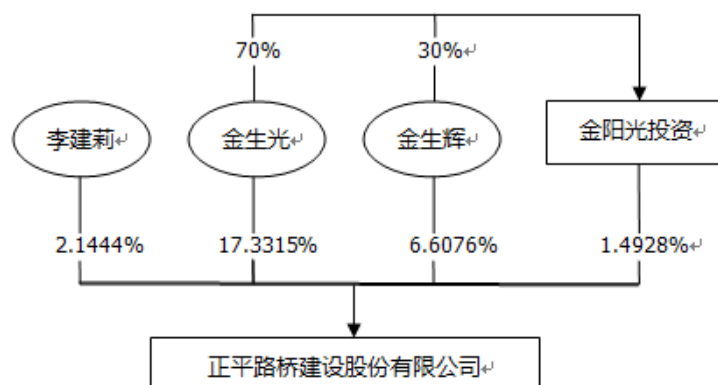 70%
30%
李建莉
金生光
金生辉
金阳光投资
2.1444%
17.3315%
6.6076%
1.4928%
正平路桥建设股份有限公司